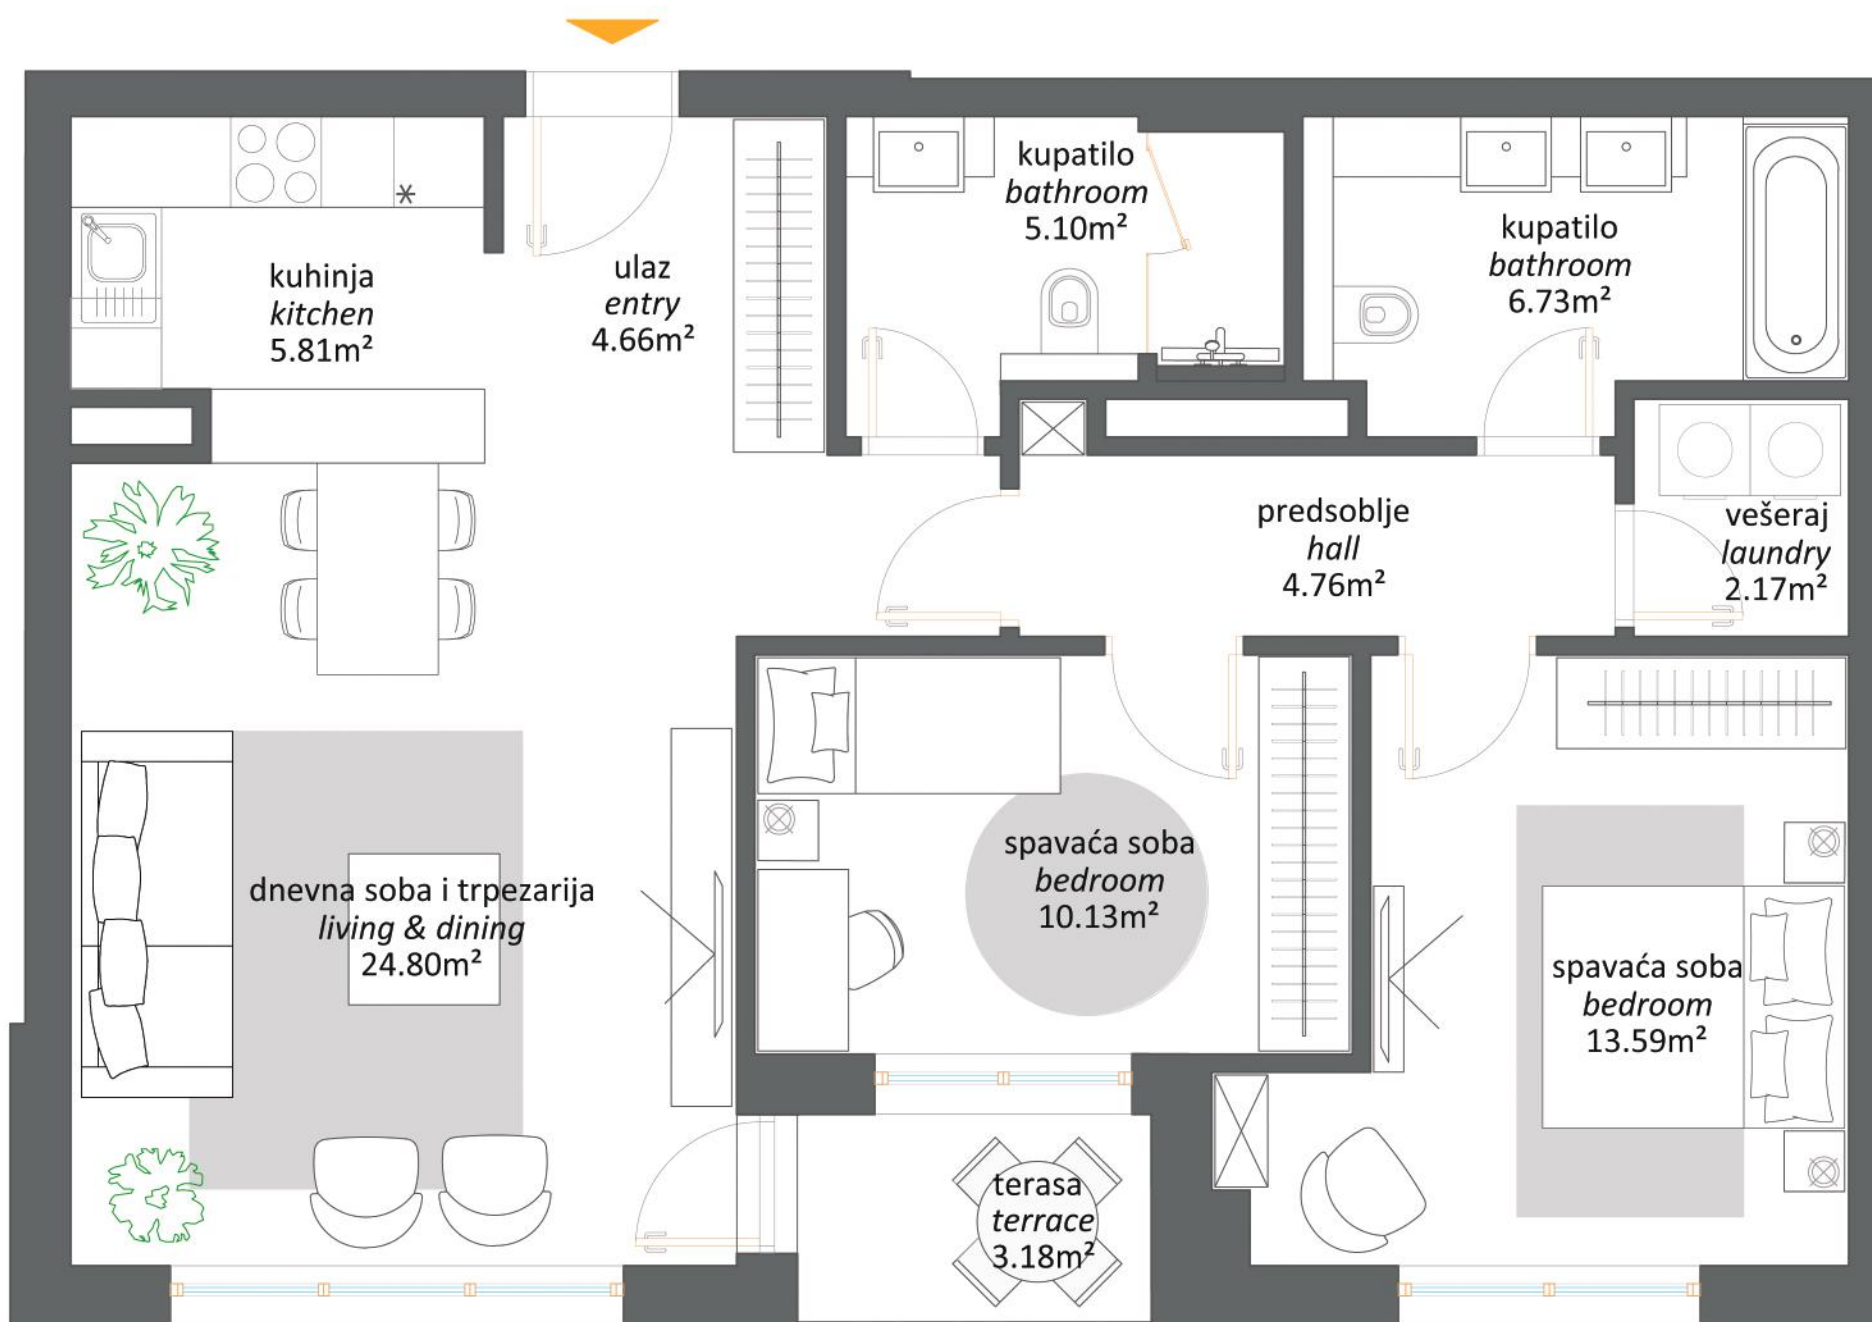 kuhinja
kitchen
5.81m²
ulaz
entry
4.66m²
kupatilo
bathroom
5.10m²
kupatilo
bathroom
6.73m²
predsoblje
hall
4.76m²
vešeraj
laundry
2.17m²
dnevna soba i trpezarija
living & dining
24.80m²
spavaća soba
bedroom
10.13m²
spavaća soba
bedroom
13.59m²
terasa
terrace
3.18m²